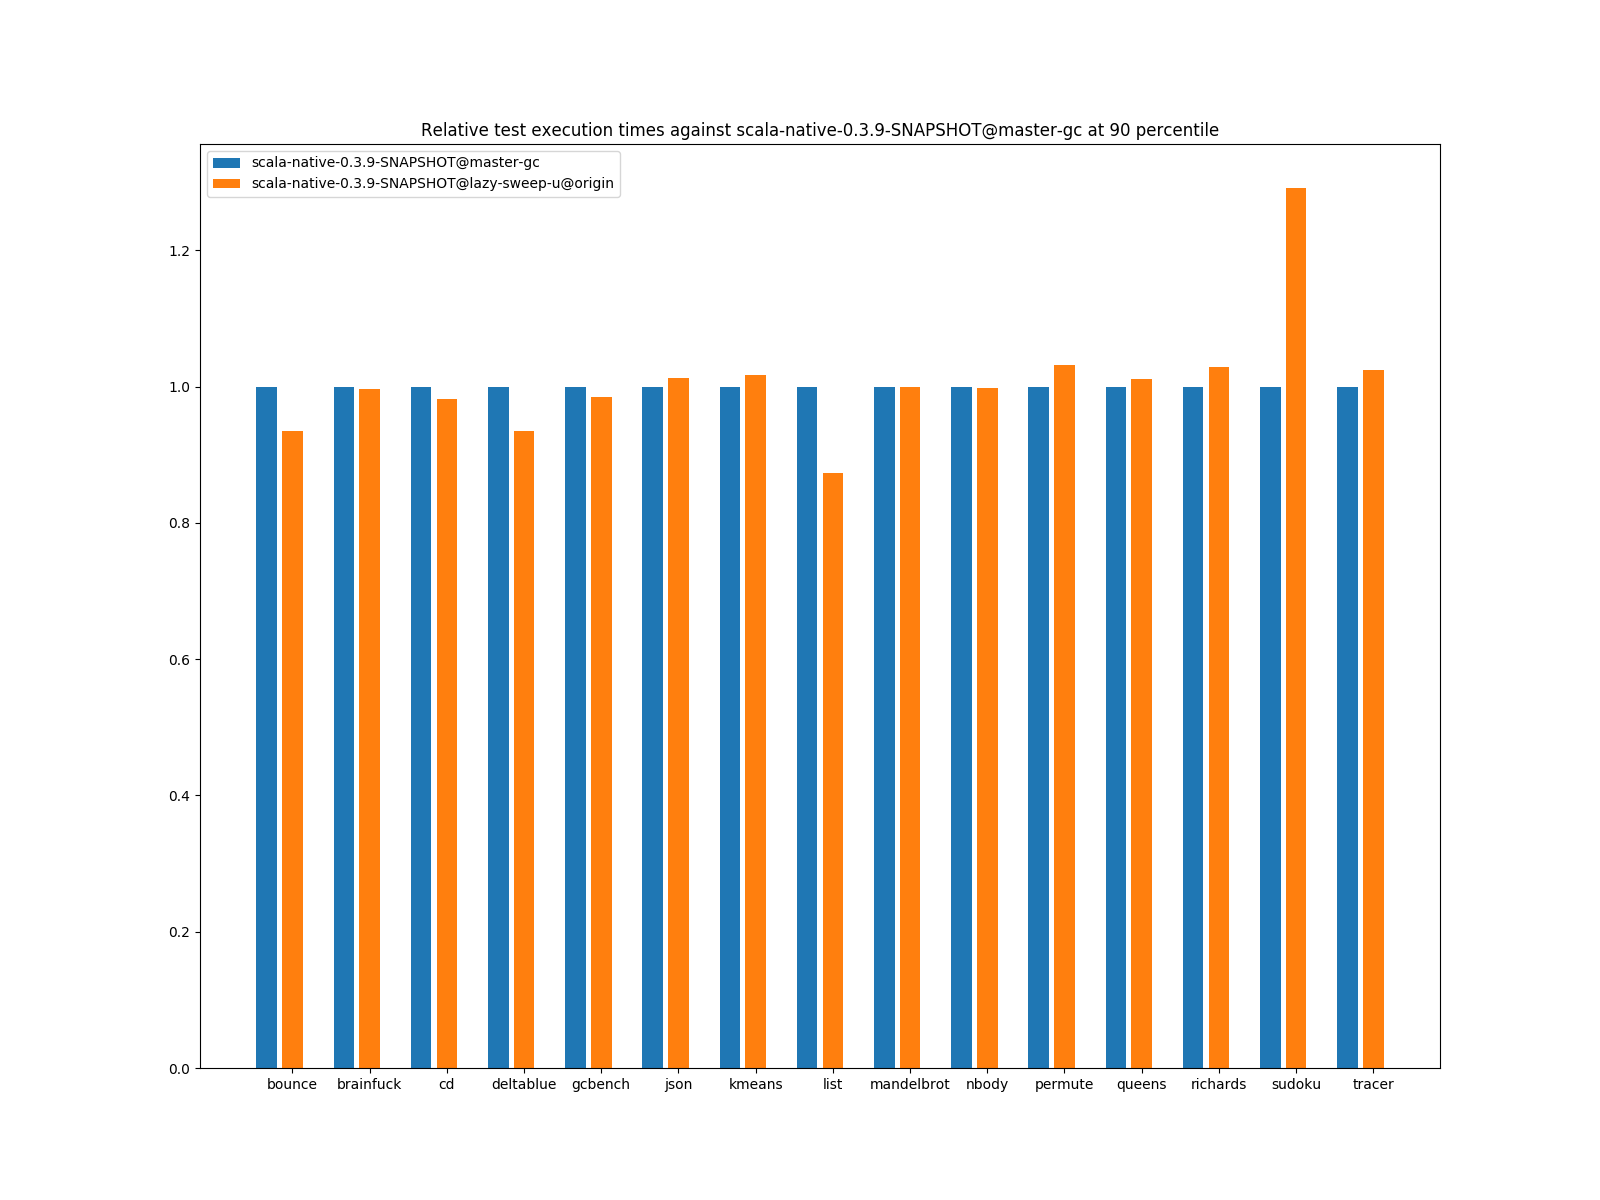 Relative test execution times against scala-native-0.3.9-SNAPSHOT@master-gc at 90 percentile
scala-native-0.3.9-SNAPSHOT@master-gc
scala-native-0.3.9-SNAPSHOT@lazy-sweep-u@origin
1.2
1.0
0.8
0.6
0.4
0.2
0.0
bounce brainfuck cd deltablue gcbench json kmeans list mandelbrot nbody permute queens richards sudoku tracer